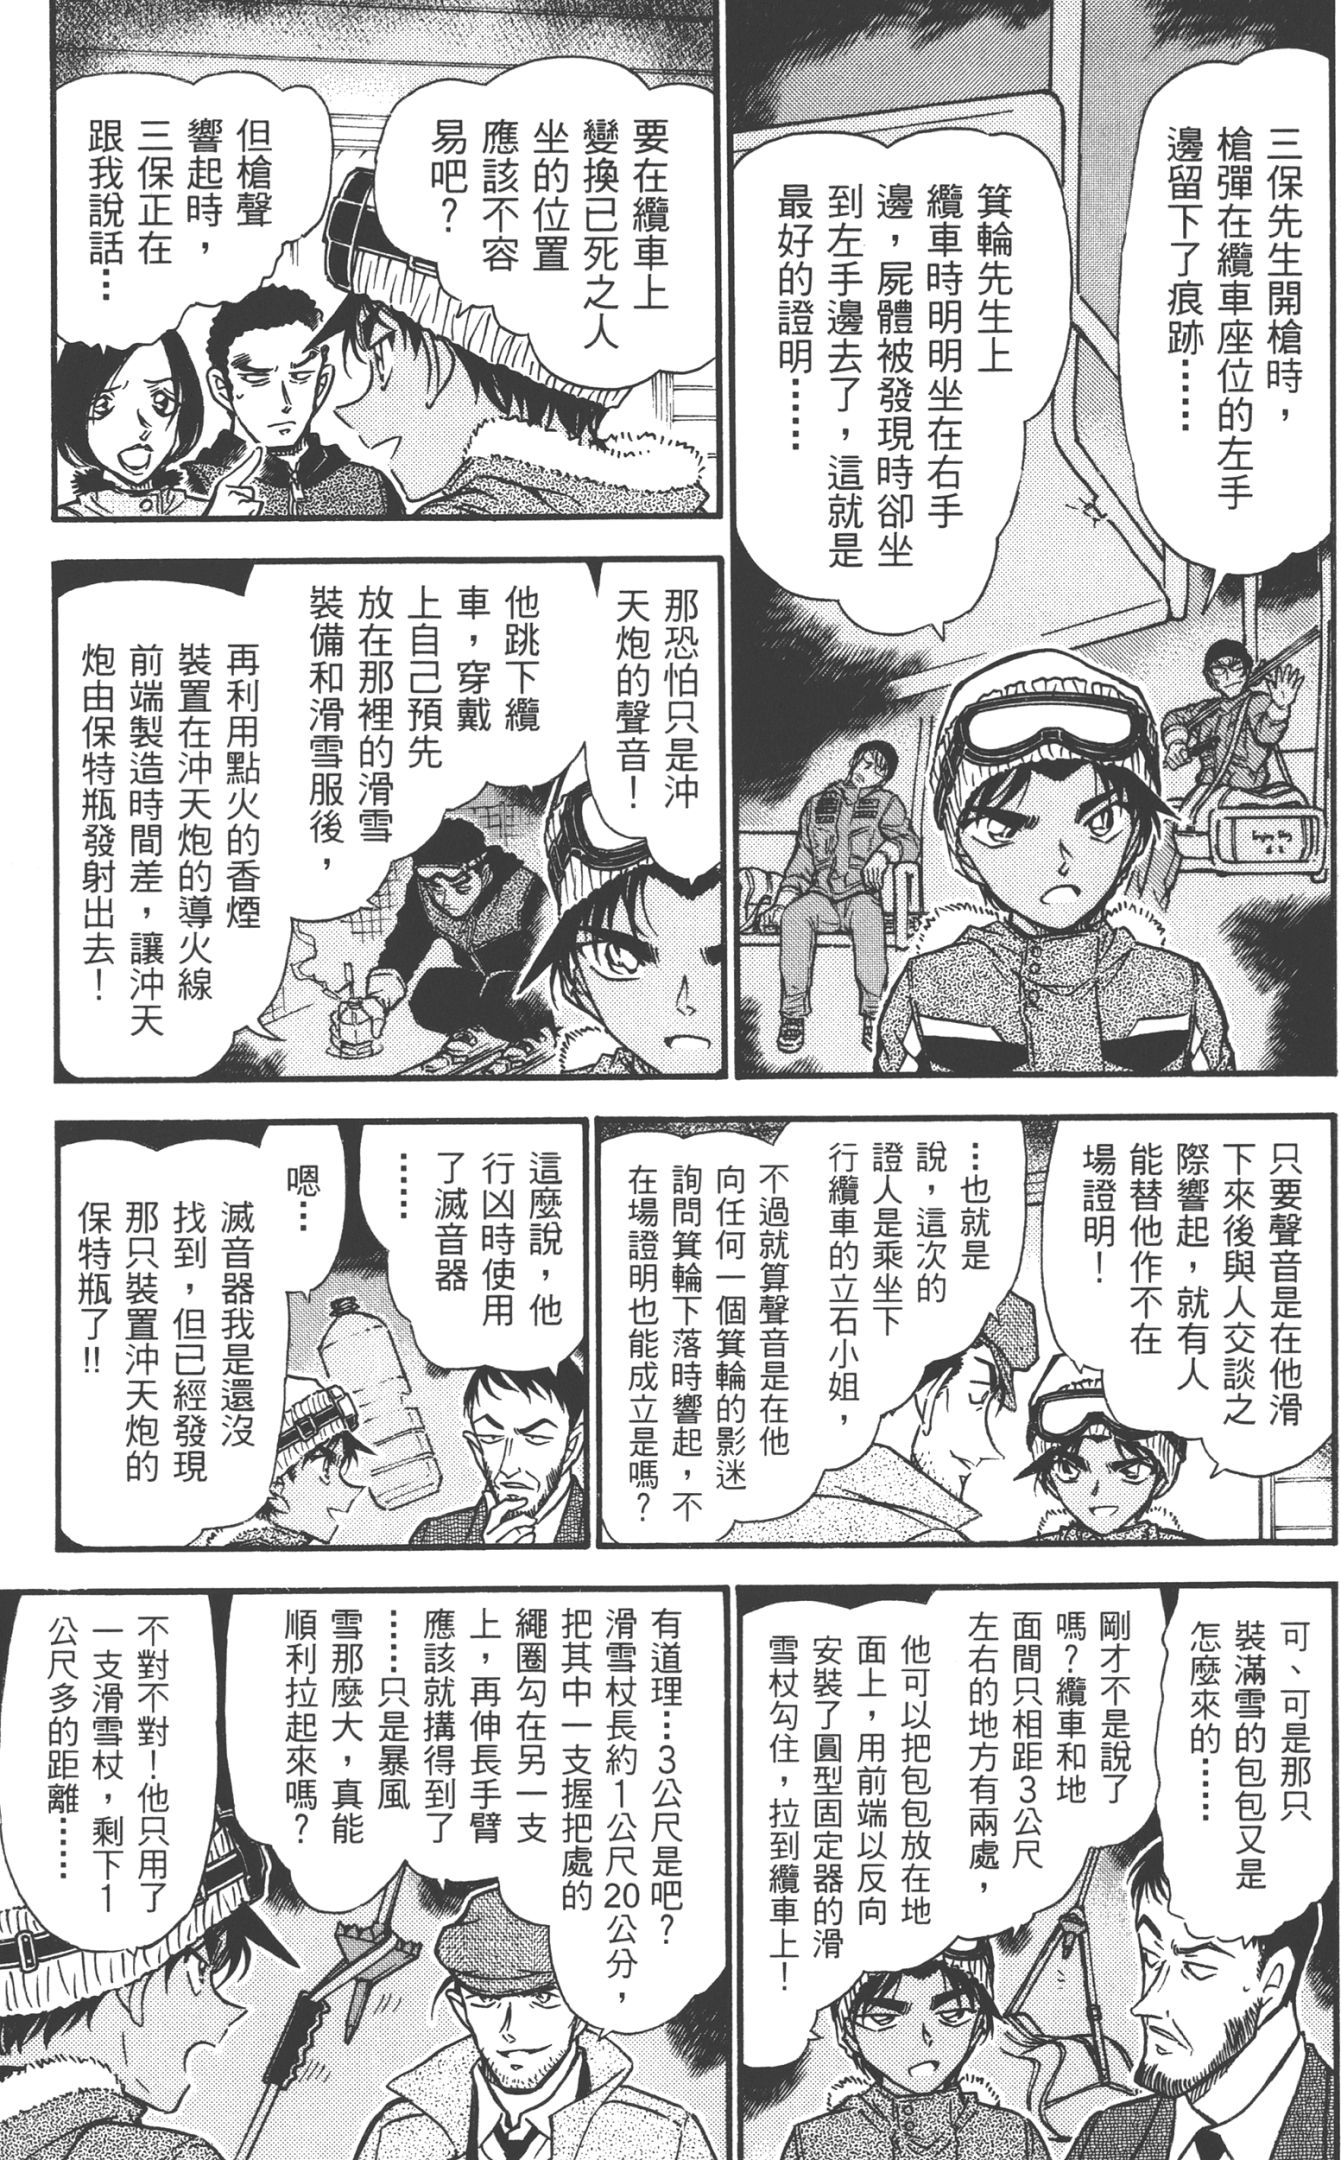 三保先生開槍時，
槍彈在纜車座位的左手
邊留下了痕跡……
箕輪先生上
纜車時明明坐在右手
邊，屍體被發現時卻坐
到左手邊去了，這就是
最好的證明……
要在纜車上
變換已死之人
坐的位置
應該不容
易吧？
但槍聲
響起時，
三保正在
跟我說話…
那恐怕只是沖
天炮的聲音！
他跳下纜
車，穿戴
上自己預先
放在那裡的滑雪
裝備和滑雪服後，
再利用點火的香煙
裝置在沖天炮的導火線
前端製造時間差，讓沖天
炮由保特瓶發射出去！
只要聲音是在他滑
下來後與人交談之
際響起，就有人
能替他作不在
場證明！
…也就是
說，這次的
證人是乘坐下
行纜車的立石小姐，
不過就算聲音是在他
向任何一個箕輪的影迷
詢問箕輪下落時響起，不
在場證明也能成立是嗎？
這麼說，他
行凶時使用
了滅音器
……
嗯…
滅音器我是還沒
找到，但已經發現
那只裝置沖天炮的
保特瓶了!!
可、可是那只
裝滿雪的包包又是
怎麼來的……
剛才不是說了
嗎？纜車和地
面間只相距3公尺
左右的地方有兩處，
他可以把包包放在地
面上，用前端以反向
安裝了圓型固定器的滑
雪杖勾住，拉到纜車上！
有道理…3公尺是吧？
滑雪杖長約1公尺20公分，
把其中一支握把處的
繩圈勾在另一支
上，再伸長手臂
應該就搆得到了
……只是暴風
雪那麼大，真能
順利拉起來嗎？
不對不對！他只用了
一支滑雪杖，剩下1
公尺多的距離……